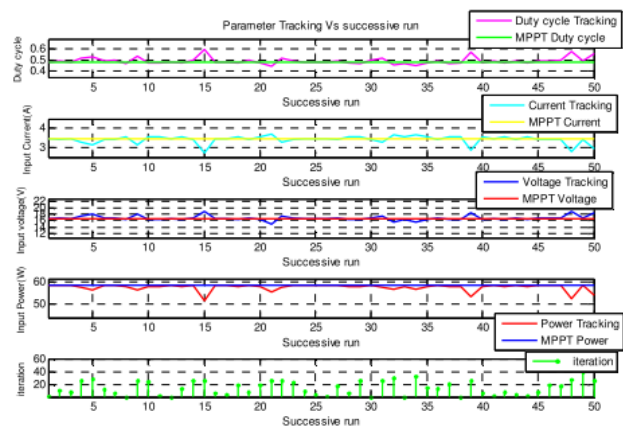 Parameter Tracking Vs successive run
Duty cycle Tracking
MPPT Duty cycle
Duty cycle
0.6
0.5
0.4
5 10 15 20 25 30 35 40 45 50
Successive run
Current Tracking
MPPT Current
Input Current(A)
4
3
5 10 15 20 25 30 35 40 45 50
Successive run
Voltage Tracking
MPPT Voltage
Input voltage(V)
22
20
18
16
14
12
5 10 15 20 25 30 35 40 45 50
Successive run
Input Power(W)
60
50
5 10 15 20 25 30 35 40 45 50
Successive run
Power Tracking
MPPT Power
iteration
iteration
60
40
20
5 10 15 20 25 30 35 40 45 50
Successive run